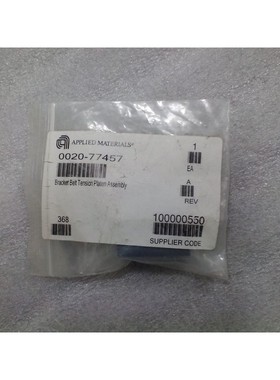 APPLIED MATERIALS
1
0020-77457
EA
Bracket Belt Tension Platen Assembly
A
REV
368
100000550
SUPPLIER CODE